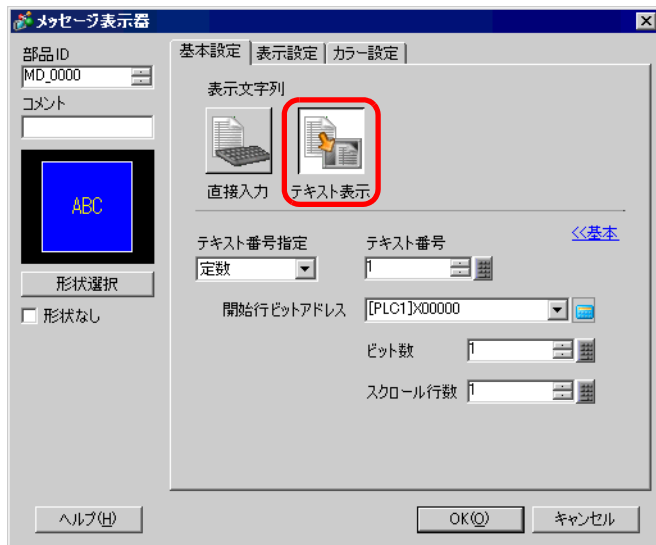 メッセージ表示器
部品ID
MD_0000
コメント
ABC
形状選択
形状なし
基本設定 表示設定 カラー設定
表示文字列
直接入力 テキスト表示
<<基本
テキスト番号指定 テキスト番号
定数 1
開始行ビットアドレス [PLC1]X00000
ビット数 1
スクロール行数 1
ヘルプ(H) OK(O) キャンセル